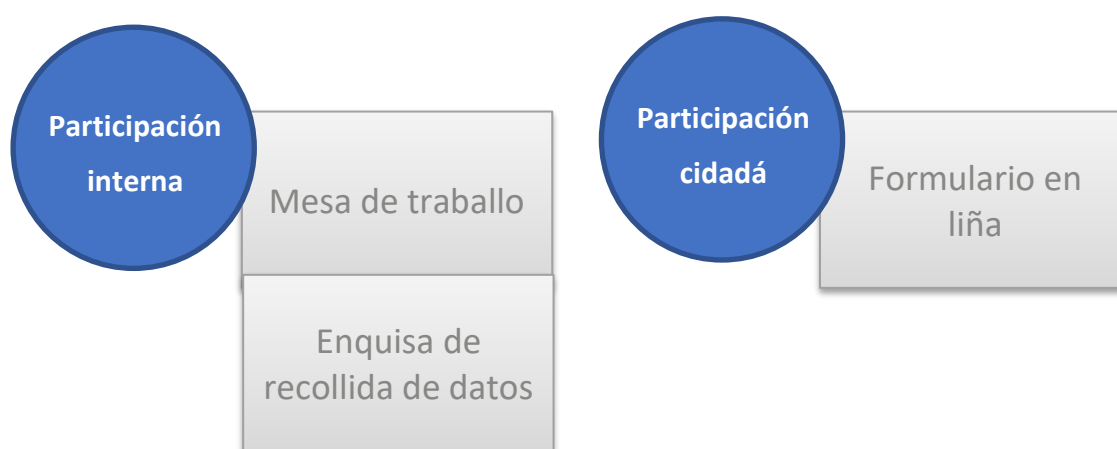 Participación
interna
Mesa de traballo
Enquisa de
recollida de datos
Participación
cidadá
Formulario en
liña